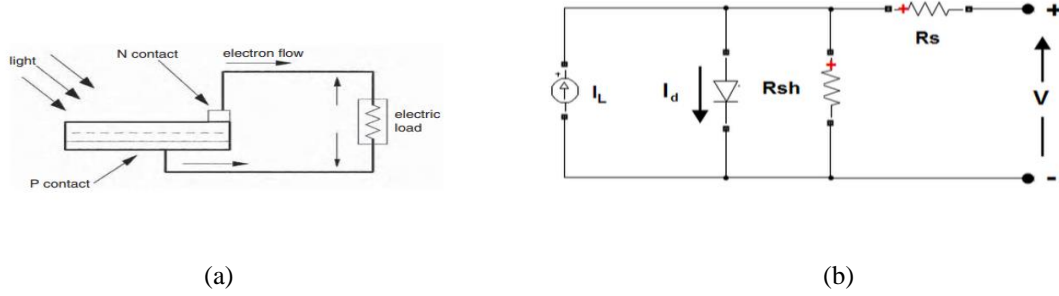 N contact
electron flow
light
electric
load
P contact
(a)
+
Rs
+
I_L
I_d
Rsh
+
V
-
(b)